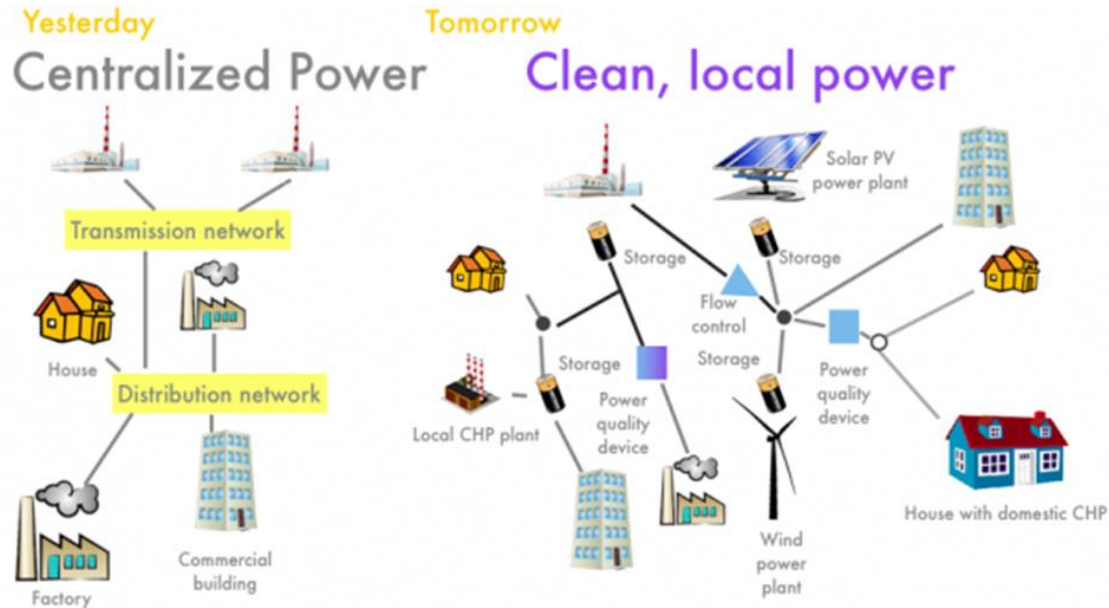 Yesterday
Centralized Power
Transmission network
House
Distribution network
Commercial
building
Factory
Tomorrow
Clean, local power
Solar PV
power plant
Storage
Storage
Flow
control
Storage
Storage
Power
quality
device
Power
quality
device
Local CHP plant
House with domestic CHP
Wind
power
plant